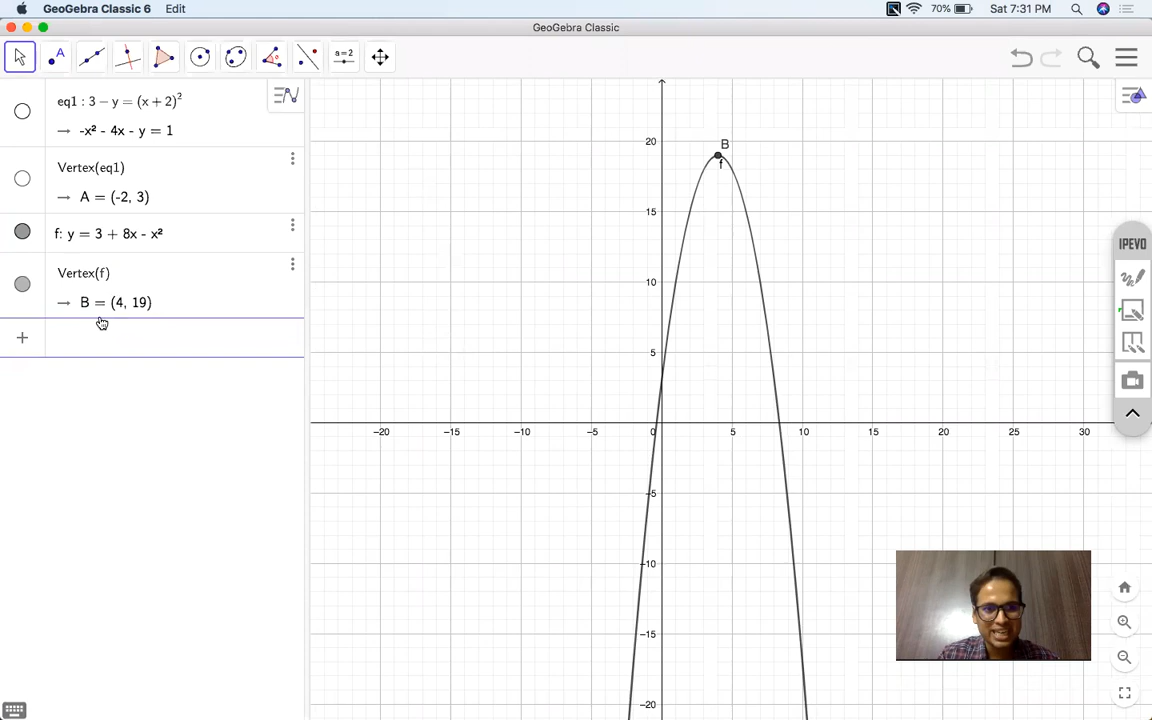 GeoGebra Classic 6 Edit 70% Sat 7:31 PM
GeoGebra Classic
A
a=2
eq1 : 3 − y = (x + 2)²
→ -x² - 4x - y = 1
Vertex(eq1)
→ A = (-2, 3)
f: y = 3 + 8x - x²
Vertex(f)
→ B = (4, 19)
+
B
f
20
15
10
5
0
-5
-10
-15
-20
-20 -15 -10 -5 5 10 15 20 25 30
IPEVO